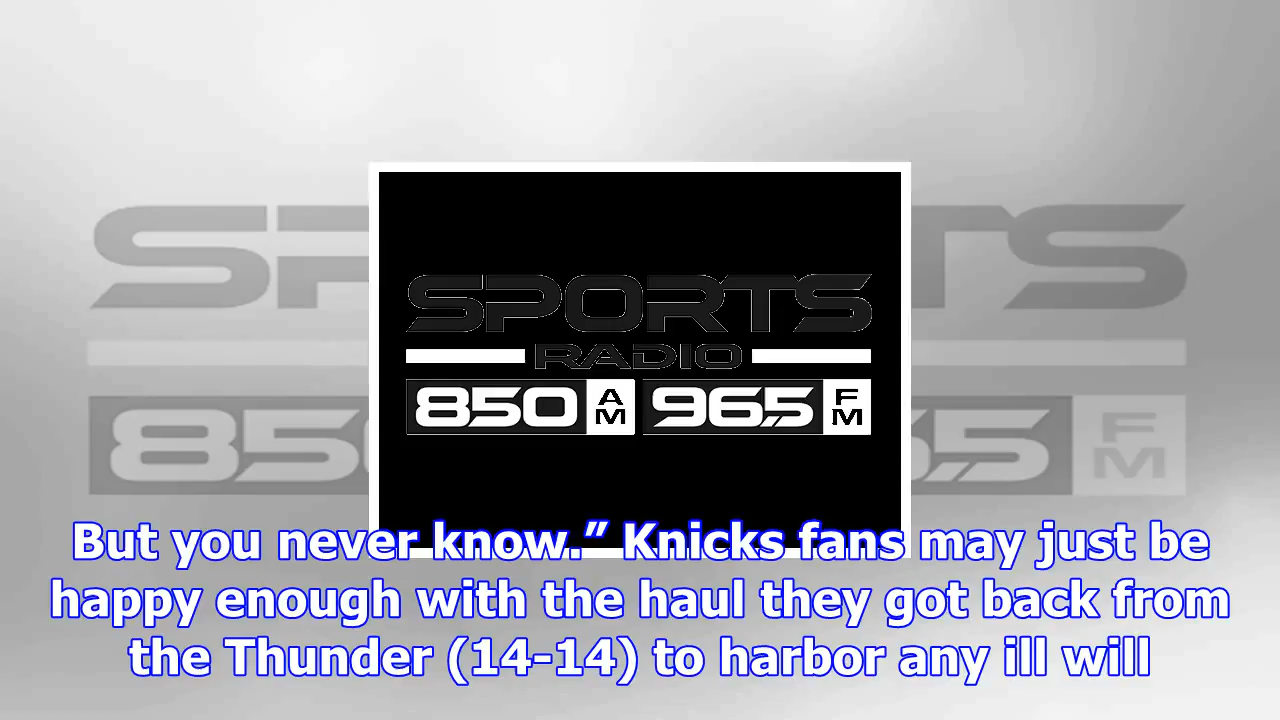 SPORTS
RADIO
850 AM 96.5 FM
But you never know.” Knicks fans may just be
happy enough with the haul they got back from
the Thunder (14-14) to harbor any ill will